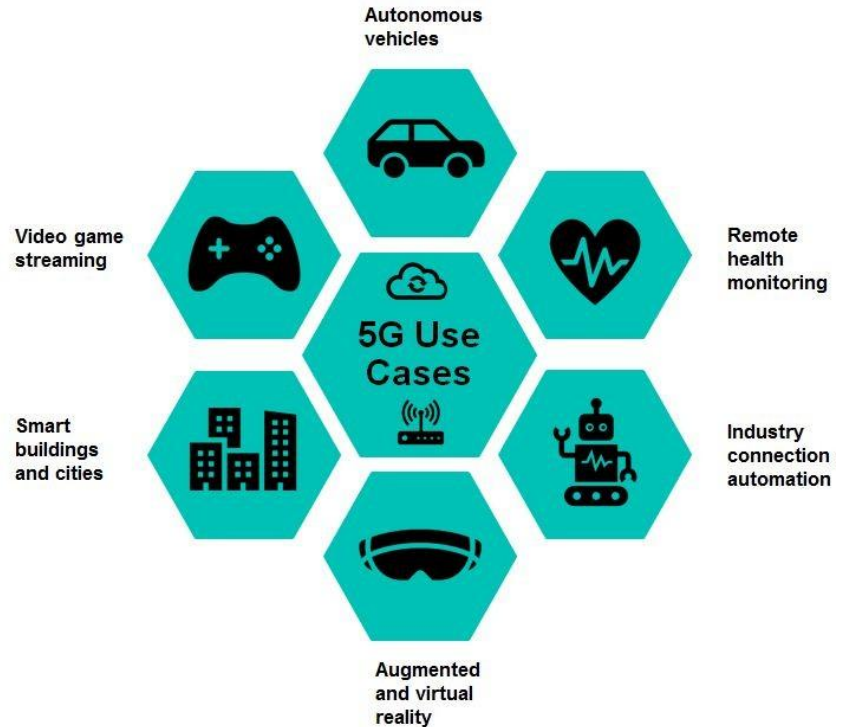 Autonomous
vehicles
Video game
streaming
Remote
health
monitoring
5G Use
Cases
Smart
buildings
and cities
Industry
connection
automation
Augmented
and virtual
reality